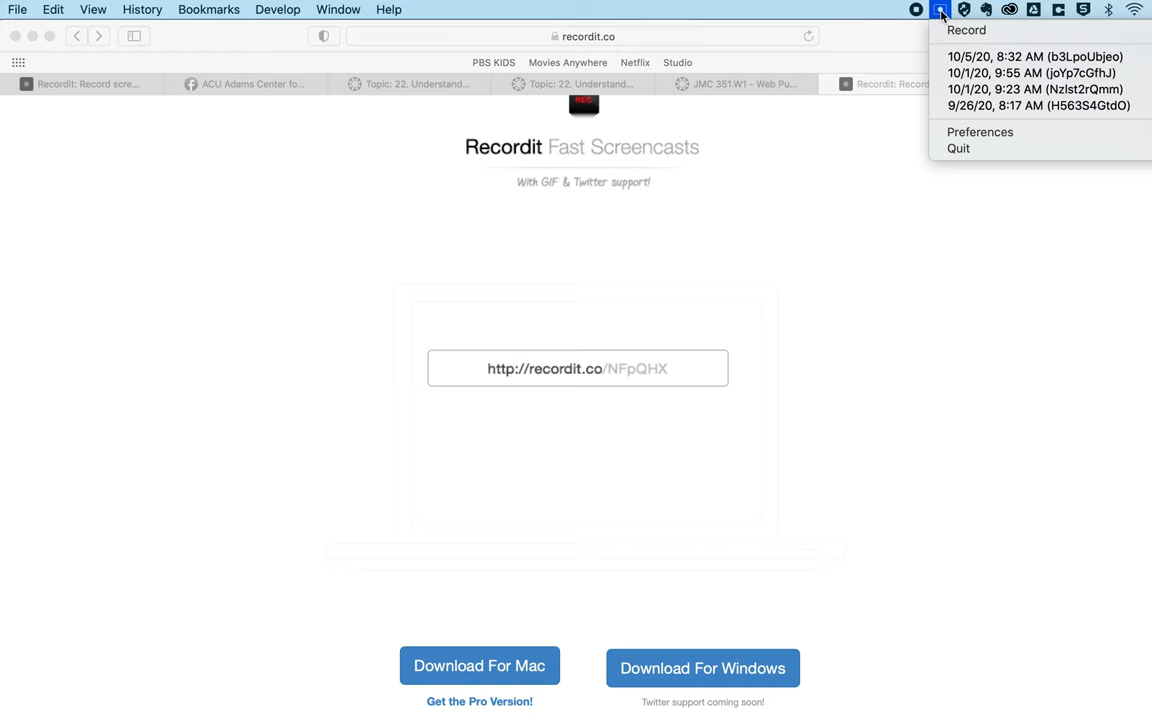 File Edit View History Bookmarks Develop Window Help
recordit.co
PBS KIDS Movies Anywhere Netflix Studio
Recordit: Record scre... ACU Adams Center fo... Topic: 22. Understand... Topic: 22. Understand... JMC 351.W1 - Web Pu... Recordit: Record
Record
10/5/20, 8:32 AM (b3LpoUbjeo)
10/1/20, 9:55 AM (joYp7cGfhJ)
10/1/20, 9:23 AM (Nzlst2rQmm)
9/26/20, 8:17 AM (H563S4GtdO)
Preferences
Quit
REC
Recordit Fast Screencasts
With GIF & Twitter support!
http://recordit.co/NFpQHX
Download For Mac
Download For Windows
Get the Pro Version!
Twitter support coming soon!